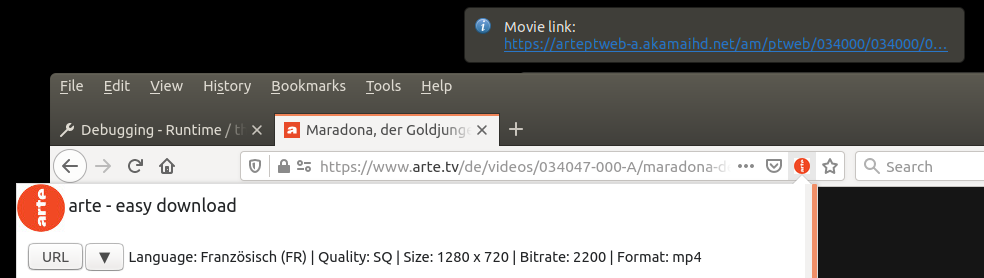 Movie link:
https://arteptweb-a.akamaihd.net/am/ptweb/034000/034000/0…
File Edit View History Bookmarks Tools Help
Debugging - Runtime / th
Maradona, der Goldjunge
https://www.arte.tv/de/videos/034047-000-A/maradona-d
Search
arte
arte - easy download
URL ▼ Language: Französisch (FR) | Quality: SQ | Size: 1280 x 720 | Bitrate: 2200 | Format: mp4